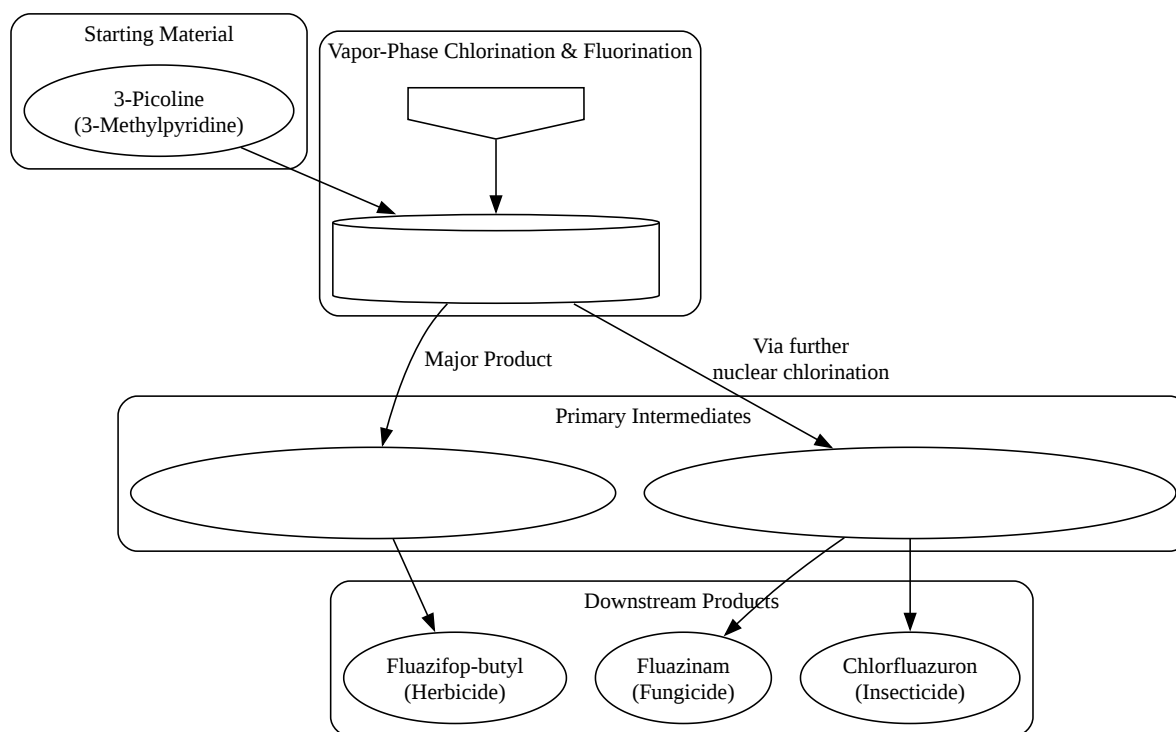 Starting Material
3-Picoline
(3-Methylpyridine)
Vapor-Phase Chlorination & Fluorination
Major Product
Via further
nuclear chlorination
Primary Intermediates
Downstream Products
Fluazifop-butyl
(Herbicide)
Fluazinam
(Fungicide)
Chlorfluazuron
(Insecticide)